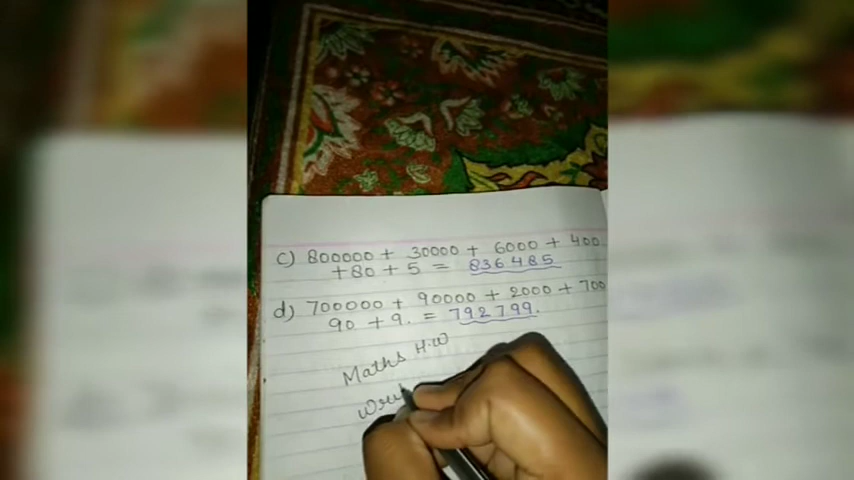 c) 800000 + 30000 + 6000 + 400
+80 + 5 = 836485
d) 700000 + 90000 + 2000 + 700
90 + 9. = 792799.
Maths H.W